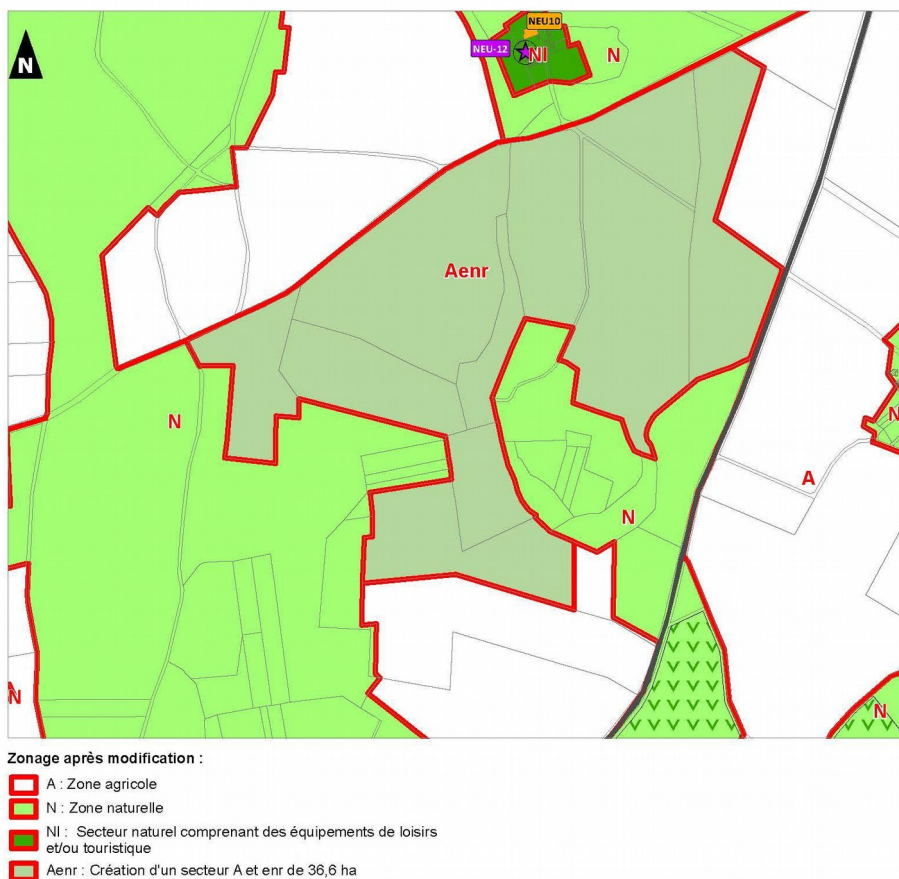 N
NEU10
NEU-12
Nl
N
Aenr
N
N
A
N
N
N
Zonage après modification :
A : Zone agricole
N : Zone naturelle
Nl : Secteur naturel comprenant des équipements de loisirs
et/ou touristique
Aenr : Création d'un secteur A et enr de 36,6 ha